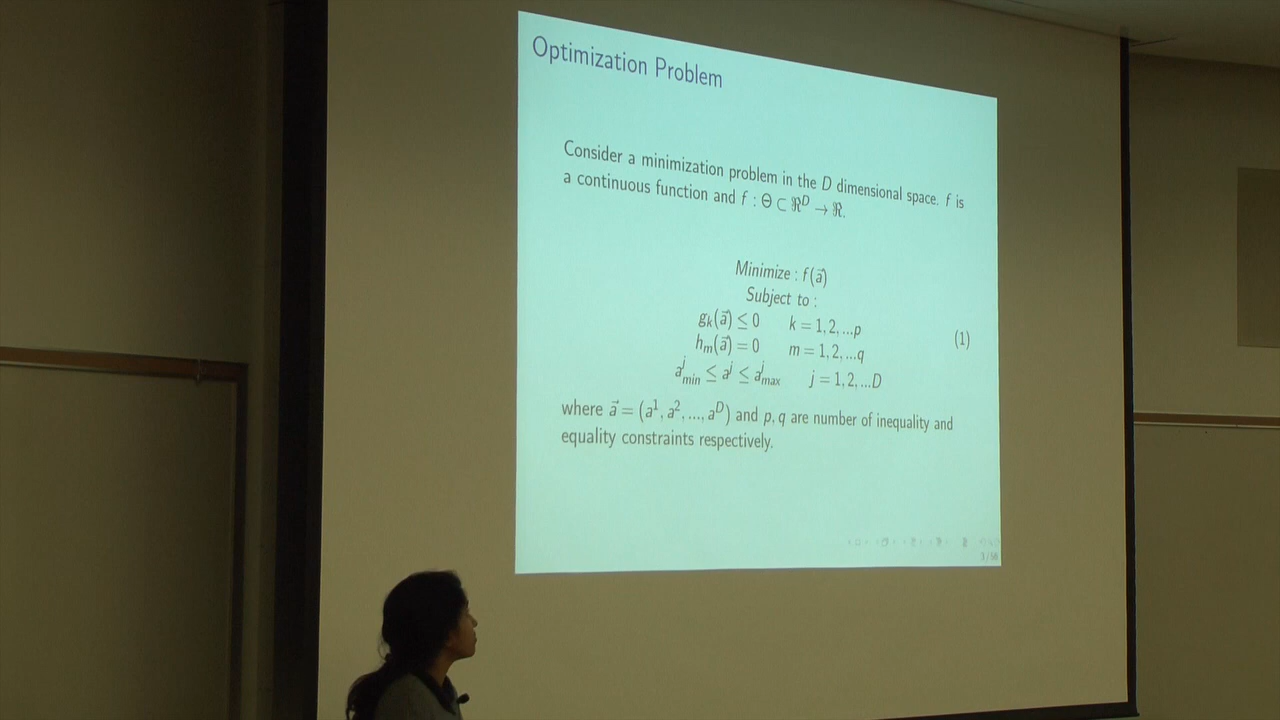 Optimization Problem
Consider a minimization problem in the D dimensional space. f is
a continuous function and f : Θ ⊂ ℜ^D → ℜ.
Minimize : f(a⃗)
Subject to :
g_k(a⃗) ≤ 0 k = 1, 2, ...p
h_m(a⃗) = 0 m = 1, 2, ...q (1)
a^j_min ≤ a^j ≤ a^j_max j = 1, 2, ...D
where a⃗ = (a^1, a^2, ..., a^D) and p, q are number of inequality and
equality constraints respectively.